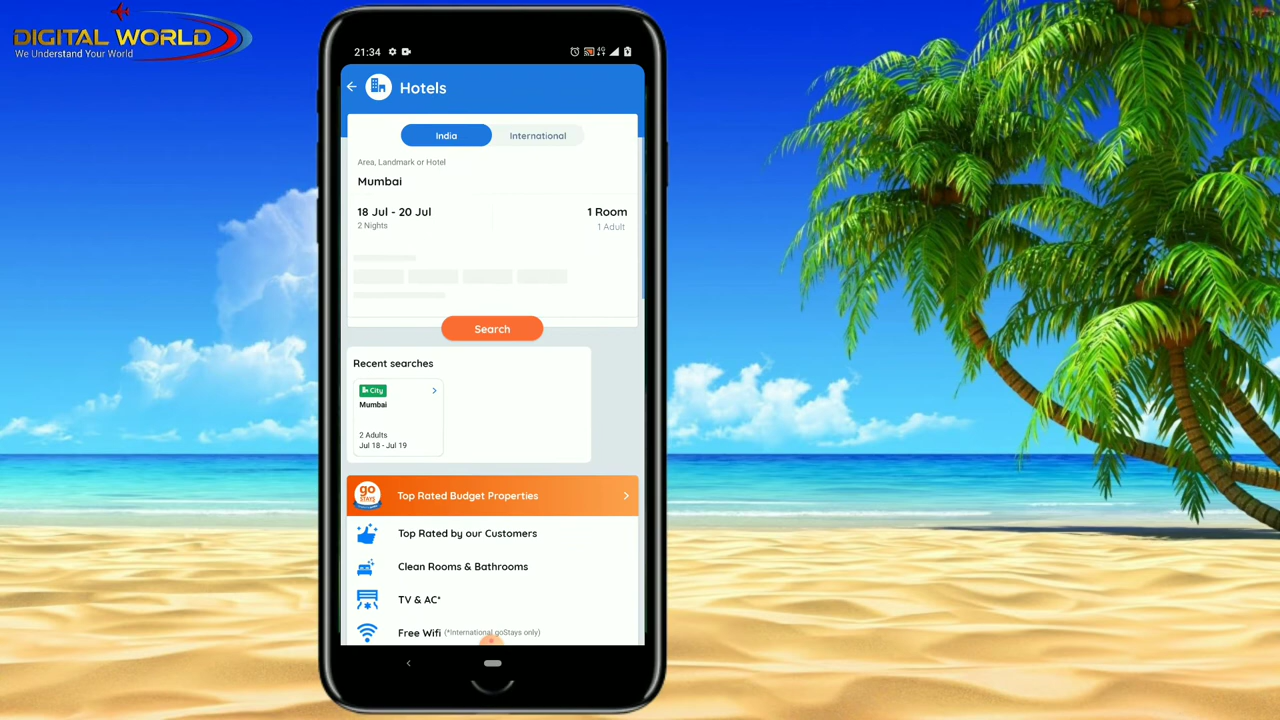 DIGITAL WORLD
We Understand Your World
21:34
4G
Hotels
India
International
Area, Landmark or Hotel
Mumbai
18 Jul - 20 Jul
1 Room
2 Nights
1 Adult
Search
Recent searches
City
Mumbai
2 Adults
Jul 18 - Jul 19
go
STAYS
Top Rated Budget Properties
Top Rated by our Customers
Clean Rooms & Bathrooms
TV & AC*
Free Wifi (*International goStays only)